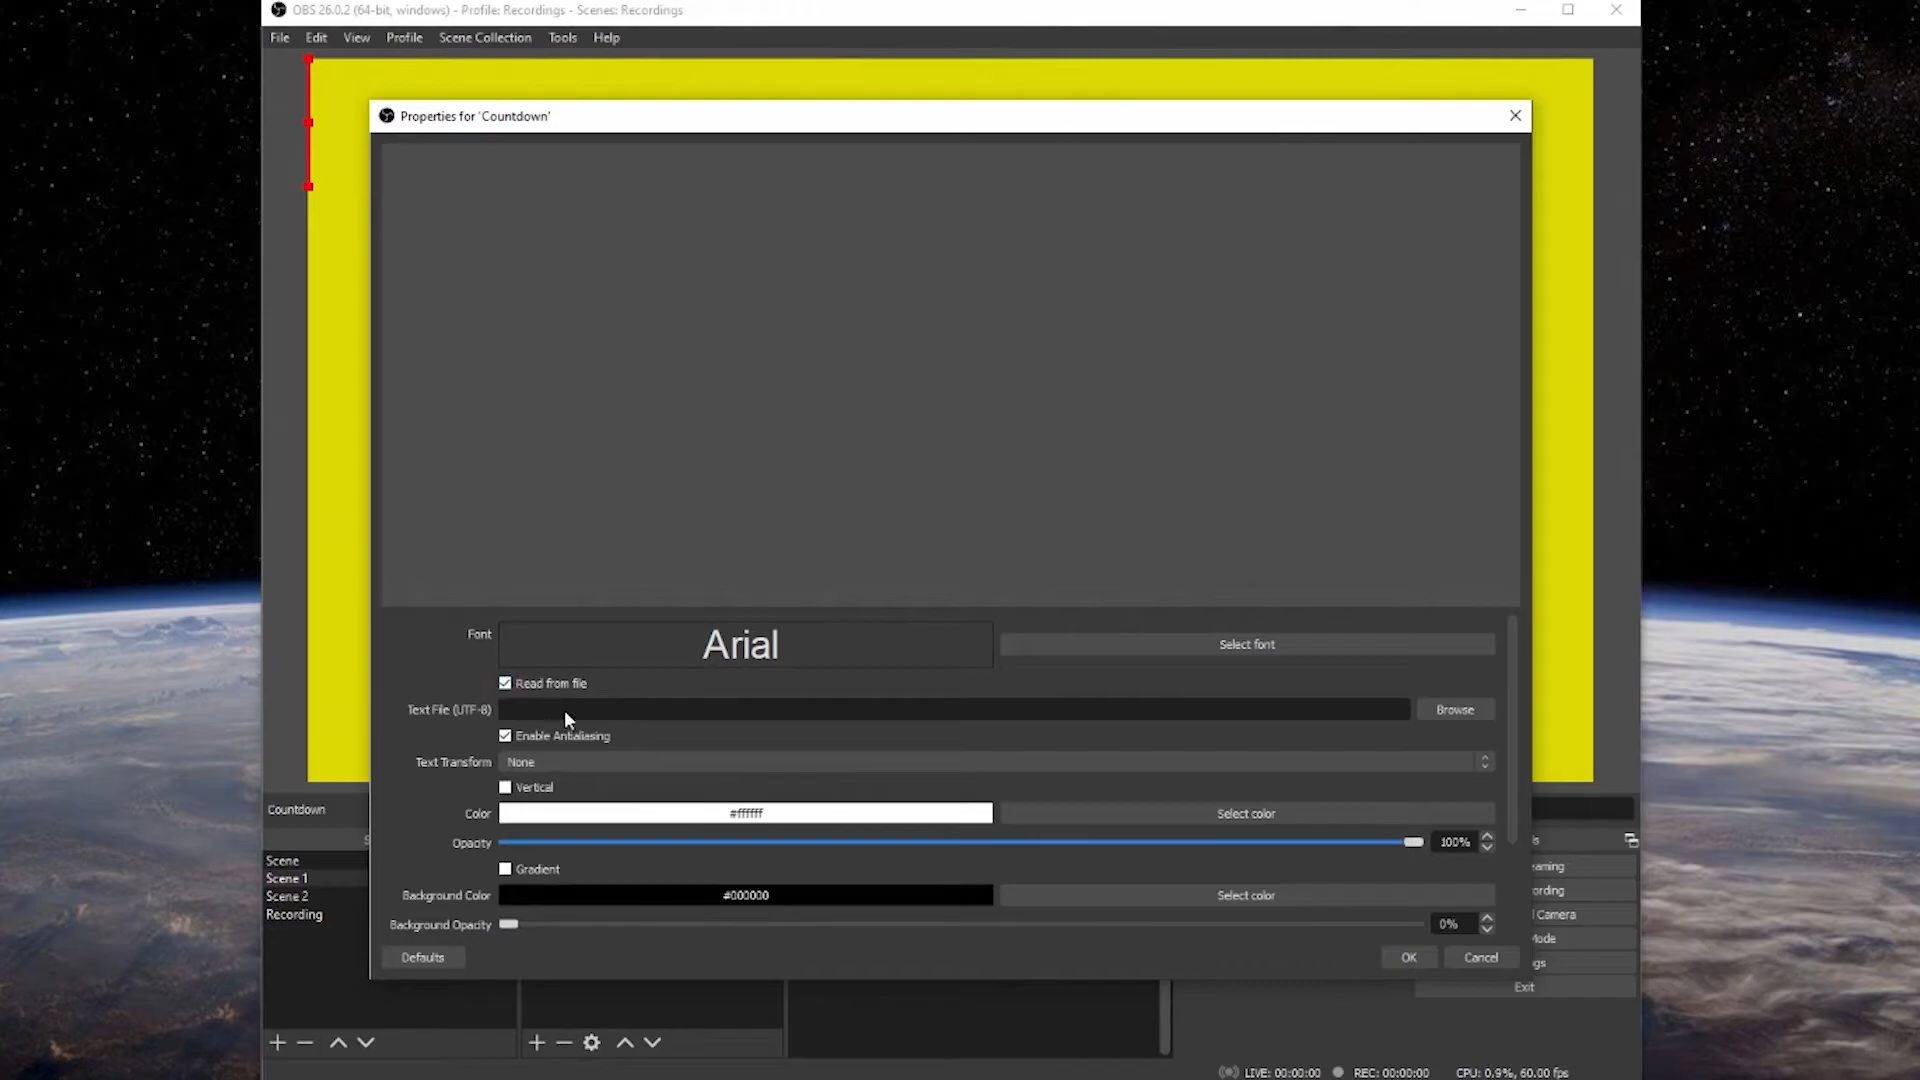 OBS 26.0.2 (64-bit, windows) - Profile: Recordings - Scenes: Recordings
File Edit View Profile Scene Collection Tools Help
Properties for 'Countdown'
Font Arial Select font
Read from file
Text File (UTF-8) Browse
Enable Antialiasing
Text Transform None
Vertical
Color #ffffff Select color
Opacity 100%
Gradient
Background Color #000000 Select color
Background Opacity 0%
Defaults OK Cancel
Countdown
Scene
Scene 1
Scene 2
Recording
eaming
ording
l Camera
Mode
gs
Exit
LIVE: 00:00:00 REC: 00:00:00 CPU: 0.9%, 60.00 fps